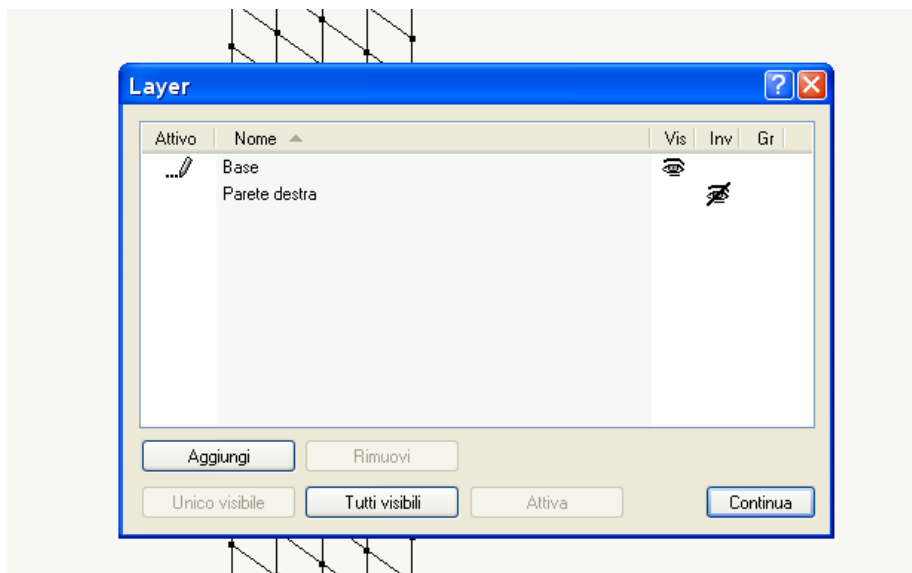 Layer
Attivo Nome Vis Inv Gr
Base
Parete destra
Aggiungi Rimuovi
Unico visibile Tutti visibili Attiva Continua